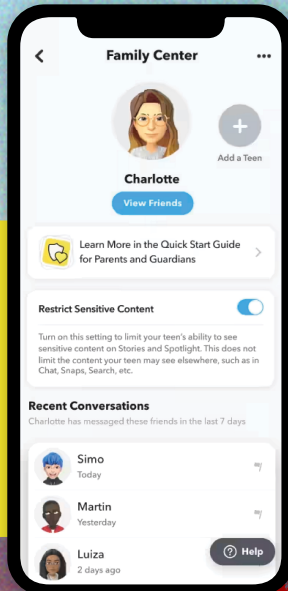 Family Center
Add a Teen
Charlotte
View Friends
Learn More in the Quick Start Guide
for Parents and Guardians
Restrict Sensitive Content
Turn on this setting to limit your teen's ability to see
sensitive content on Stories and Spotlight. This does not
limit the content your teen may see elsewhere, such as in
Chat, Snaps, Search, etc.
Recent Conversations
Charlotte has messaged these friends in the last 7 days
Simo
Today
Martin
Yesterday
Luiza
2 days ago
Help